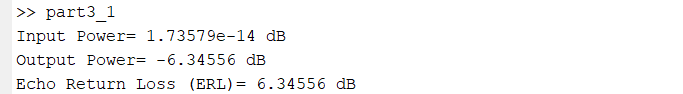 >> part3_1
Input Power= 1.73579e-14 dB
Output Power= -6.34556 dB
Echo Return Loss (ERL)= 6.34556 dB